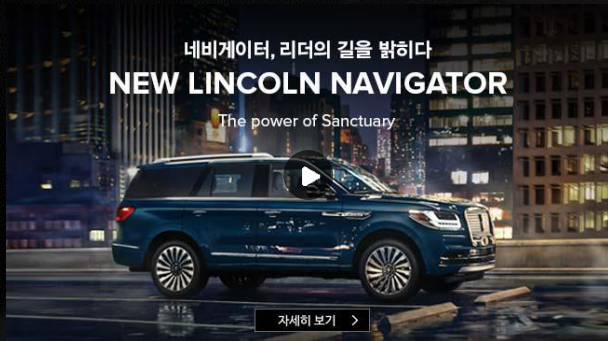 네비게이터, 리더의 길을 밝히다
NEW LINCOLN NAVIGATOR
The power of Sanctuary
자세히 보기 >